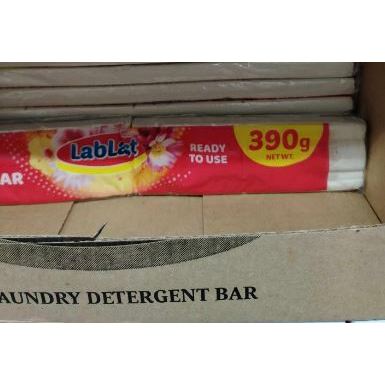 LabLat
READY
TO USE
390g
NET WT.
AR
AUNDRY DETERGENT BAR